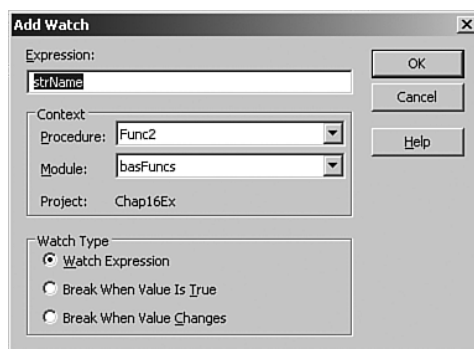 Add Watch
Expression:
strName
OK
Cancel
Help
Context
Procedure: Func2
Module: basFuncs
Project: Chap16Ex
Watch Type
Watch Expression
Break When Value Is True
Break When Value Changes